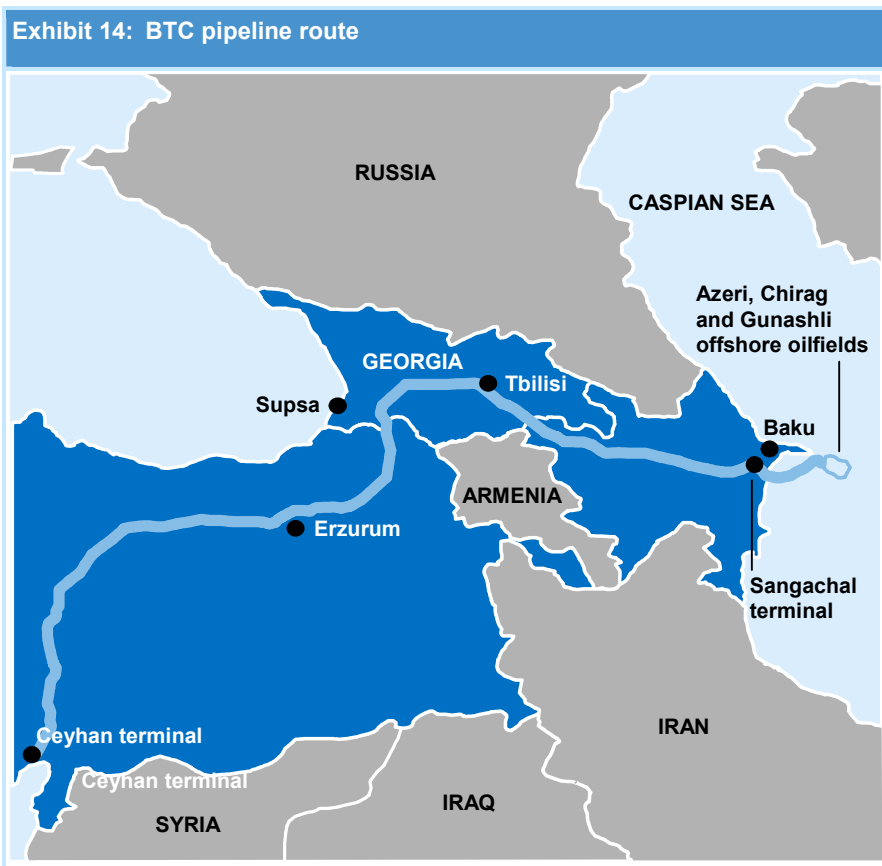 Exhibit 14: BTC pipeline route
RUSSIA
CASPIAN SEA
Azeri, Chirag
and Gunashli
offshore oilfields
GEORGIA
Tbilisi
Supsa
Baku
ARMENIA
Erzurum
Sangachal
terminal
IRAN
Ceyhan terminal
Ceyhan terminal
IRAQ
SYRIA